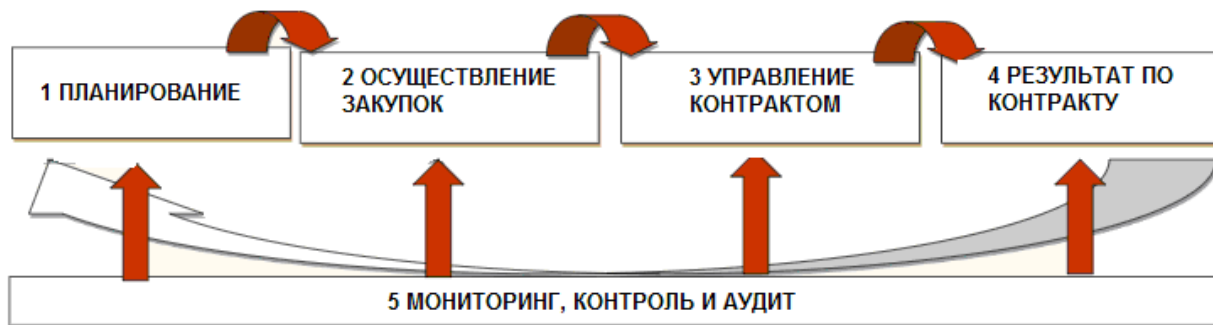 1 ПЛАНИРОВАНИЕ
2 ОСУЩЕСТВЛЕНИЕ
ЗАКУПОК
3 УПРАВЛЕНИЕ
КОНТРАКТОМ
4 РЕЗУЛЬТАТ ПО
КОНТРАКТУ
5 МОНИТОРИНГ, КОНТРОЛЬ И АУДИТ